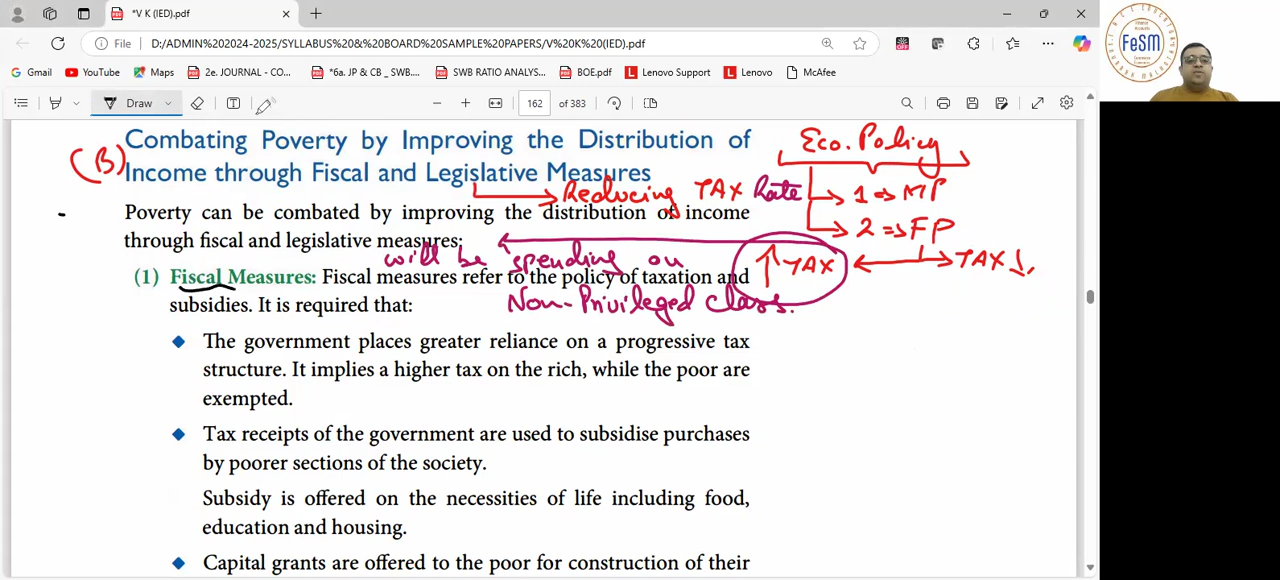 *V K (IED).pdf
File
D:/ADMIN%202024-2025/SYLLABUS%20&%20BOARD%20SAMPLE%20PAPERS/V%20K%20(IED).pdf
OFF
Gmail YouTube Maps 2e. JOURNAL - CO... *6a. JP & CB _ SWB... SWB RATIO ANALYS... BOE.pdf Lenovo Support Lenovo McAfee
Draw 162 of 383
FeSM
(B) Combating Poverty by Improving the Distribution of
Income through Fiscal and Legislative Measures
Eco. Policy
Reducing TAX Rate
1 => MP
2 => FP
↑ TAX
TAX ↓
Poverty can be combated by improving the distribution of income
through fiscal and legislative measures:
will be spending on
Non-Privileged class.
(1) Fiscal Measures: Fiscal measures refer to the policy of taxation and
subsidies. It is required that:
◆ The government places greater reliance on a progressive tax
structure. It implies a higher tax on the rich, while the poor are
exempted.
◆ Tax receipts of the government are used to subsidise purchases
by poorer sections of the society.
Subsidy is offered on the necessities of life including food,
education and housing.
◆ Capital grants are offered to the poor for construction of their